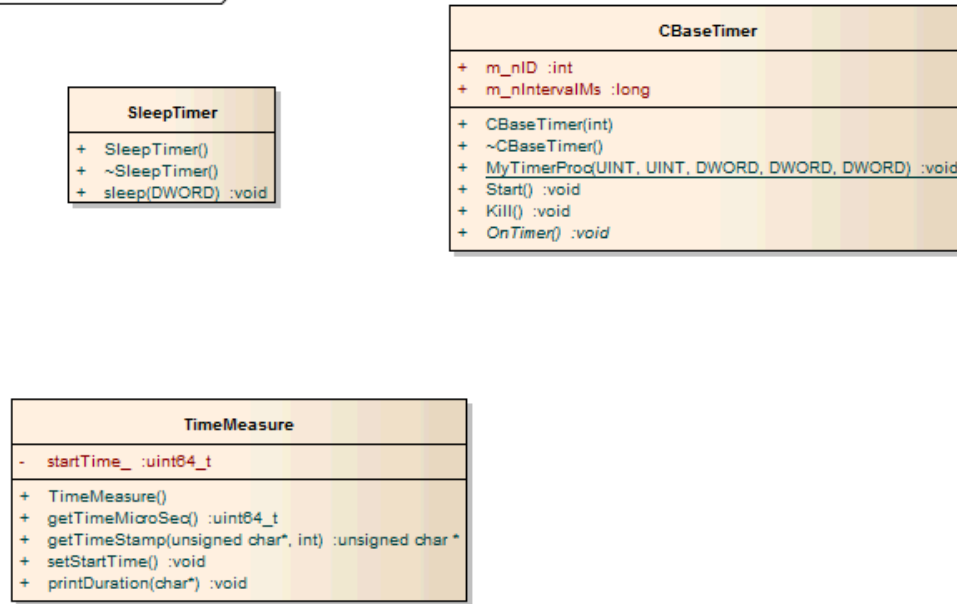 CBaseTimer
+ m_nID :int
+ m_nIntervalMs :long
+ CBaseTimer(int)
+ ~CBaseTimer()
+ MyTimerProc(UINT, UINT, DWORD, DWORD, DWORD) :void
+ Start() :void
+ Kill() :void
+ OnTimer() :void
SleepTimer
+ SleepTimer()
+ ~SleepTimer()
+ sleep(DWORD) :void
TimeMeasure
- startTime_ :uint64_t
+ TimeMeasure()
+ getTimeMicroSec() :uint64_t
+ getTimeStamp(unsigned char*, int) :unsigned char *
+ setStartTime() :void
+ printDuration(char*) :void